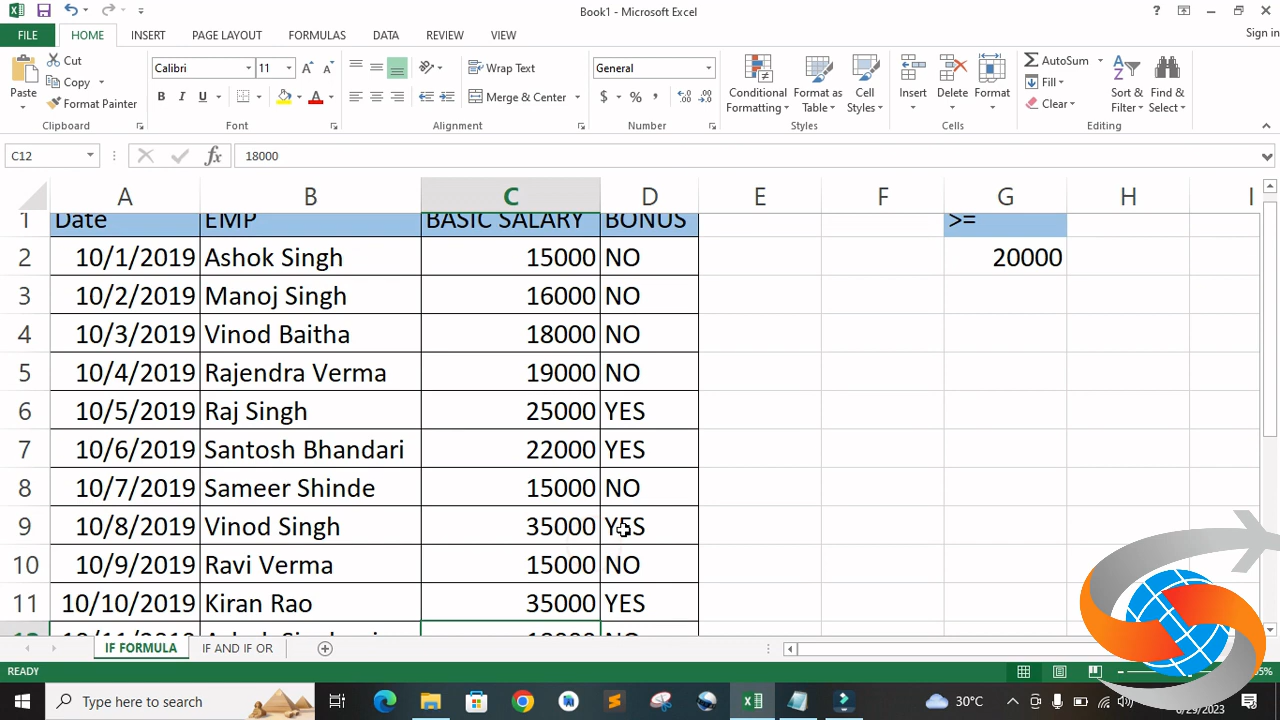 Book1 - Microsoft Excel
?
FILE
HOME
INSERT
PAGE LAYOUT
FORMULAS
DATA
REVIEW
VIEW
Sign in
Paste
Cut
Copy
Format Painter
Clipboard
Calibri
11
B I U
Font
Wrap Text
Merge & Center
Alignment
General
$ % ,
Number
Conditional Formatting
Format as Table
Cell Styles
Styles
Insert
Delete
Format
Cells
AutoSum
Fill
Clear
Sort & Filter
Find & Select
Editing
C12
fx
18000
A B C D E F G H I
1 Date EMP BASIC SALARY BONUS >=
2 10/1/2019 Ashok Singh 15000 NO 20000
3 10/2/2019 Manoj Singh 16000 NO
4 10/3/2019 Vinod Baitha 18000 NO
5 10/4/2019 Rajendra Verma 19000 NO
6 10/5/2019 Raj Singh 25000 YES
7 10/6/2019 Santosh Bhandari 22000 YES
8 10/7/2019 Sameer Shinde 15000 NO
9 10/8/2019 Vinod Singh 35000 YES
10 10/9/2019 Ravi Verma 15000 NO
11 10/10/2019 Kiran Rao 35000 YES
12 10/11/2019 18000 NO
IF FORMULA
IF AND IF OR
READY
Type here to search
30°C